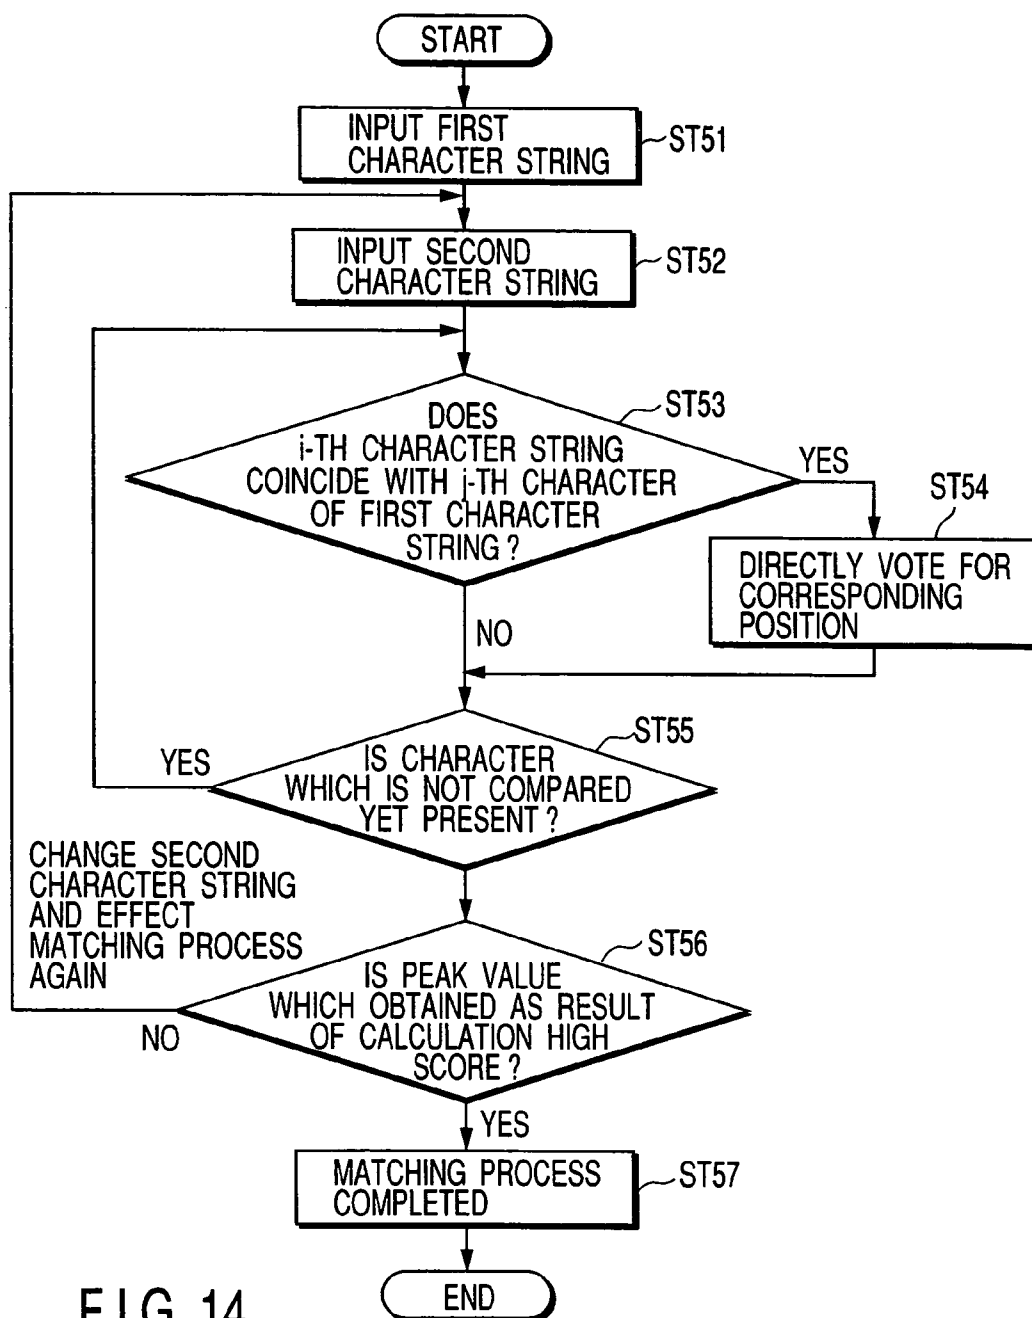 START
INPUT FIRST
CHARACTER STRING
ST51
INPUT SECOND
CHARACTER STRING
ST52
DOES
i-TH CHARACTER STRING
COINCIDE WITH j-TH CHARACTER
OF FIRST CHARACTER
STRING ?
ST53
YES
ST54
DIRECTLY VOTE FOR
CORRESPONDING
POSITION
NO
ST55
YES
IS CHARACTER
WHICH IS NOT COMPARED
YET PRESENT ?
CHANGE SECOND
CHARACTER STRING
AND EFFECT
MATCHING PROCESS
AGAIN
ST56
IS PEAK VALUE
WHICH OBTAINED AS RESULT
OF CALCULATION HIGH
SCORE ?
NO
YES
MATCHING PROCESS
COMPLETED
ST57
END
FIG. 14